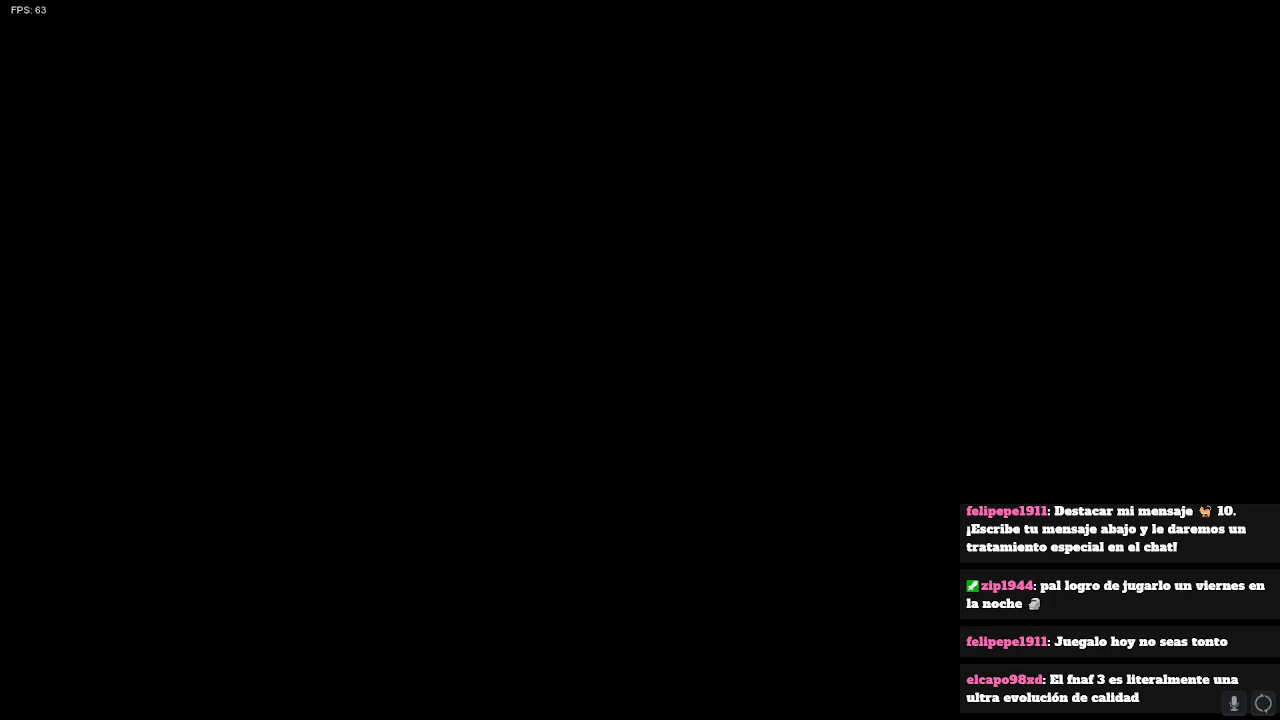 FPS: 63
felipepe1911: Destacar mi mensaje 🐈 10.
¡Escribe tu mensaje abajo y le daremos un
tratamiento especial en el chat!
zip1944: pal logro de jugarlo un viernes en
la noche 🗿
felipepe1911: Juegalo hoy no seas tonto
elcapo98xd: El fnaf 3 es literalmente una
ultra evolución de calidad